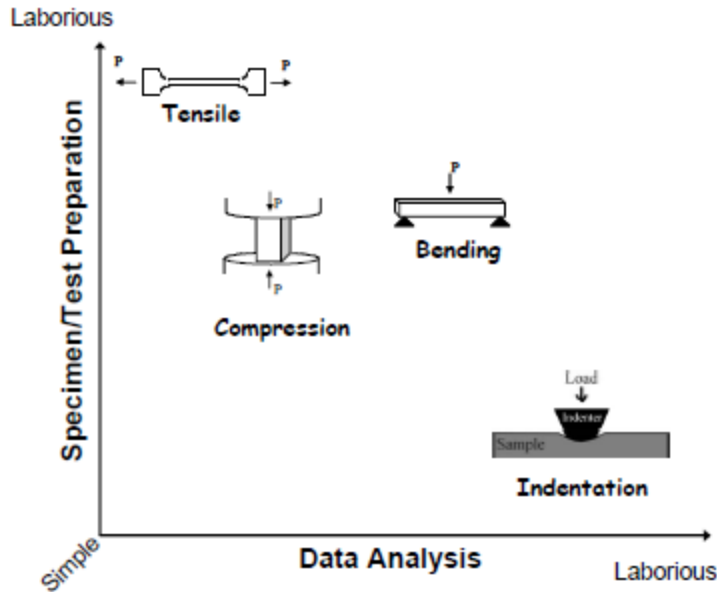 Laborious
P
P
Tensile
Specimen/Test Preparation
P
P
Compression
P
Bending
Load
Indenter
Sample
Indentation
Simple
Data Analysis
Laborious